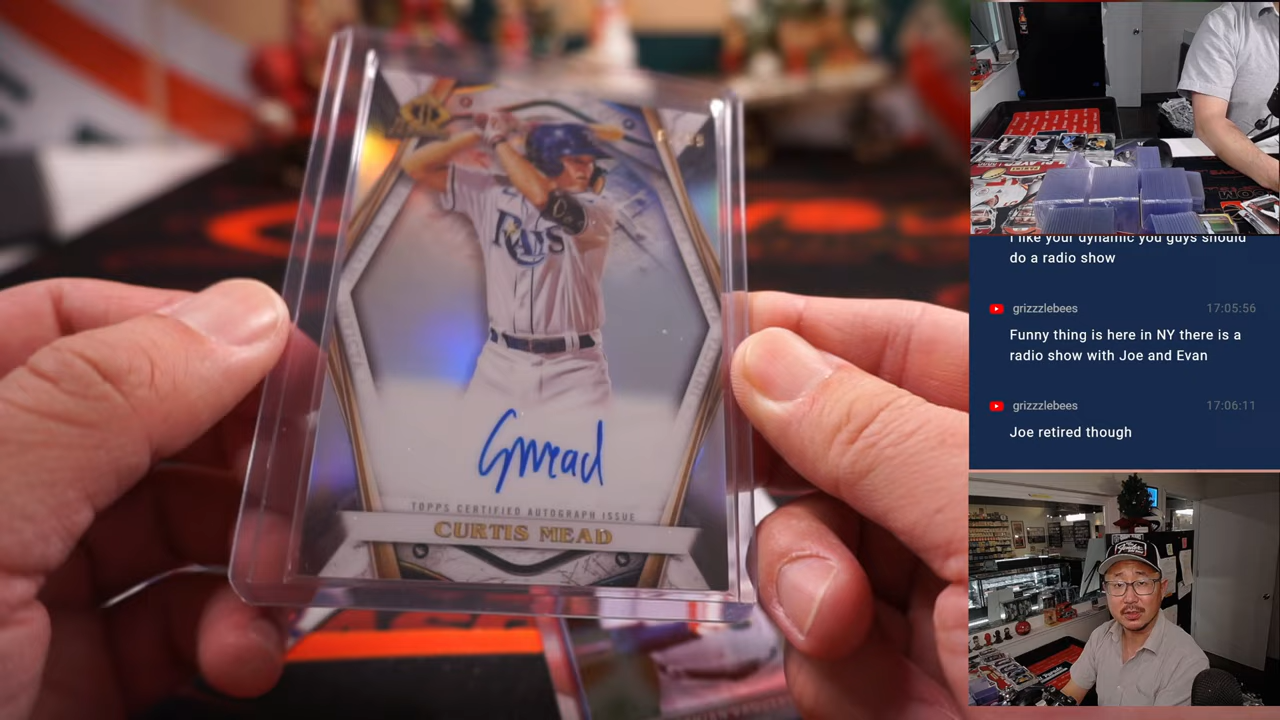 RAYS
Cmead
TOPPS CERTIFIED AUTOGRAPH ISSUE
CURTIS MEAD
I like your dynamic you guys should
do a radio show
grizzzlebees 17:05:56
Funny thing is here in NY there is a
radio show with Joe and Evan
grizzzlebees 17:06:11
Joe retired though